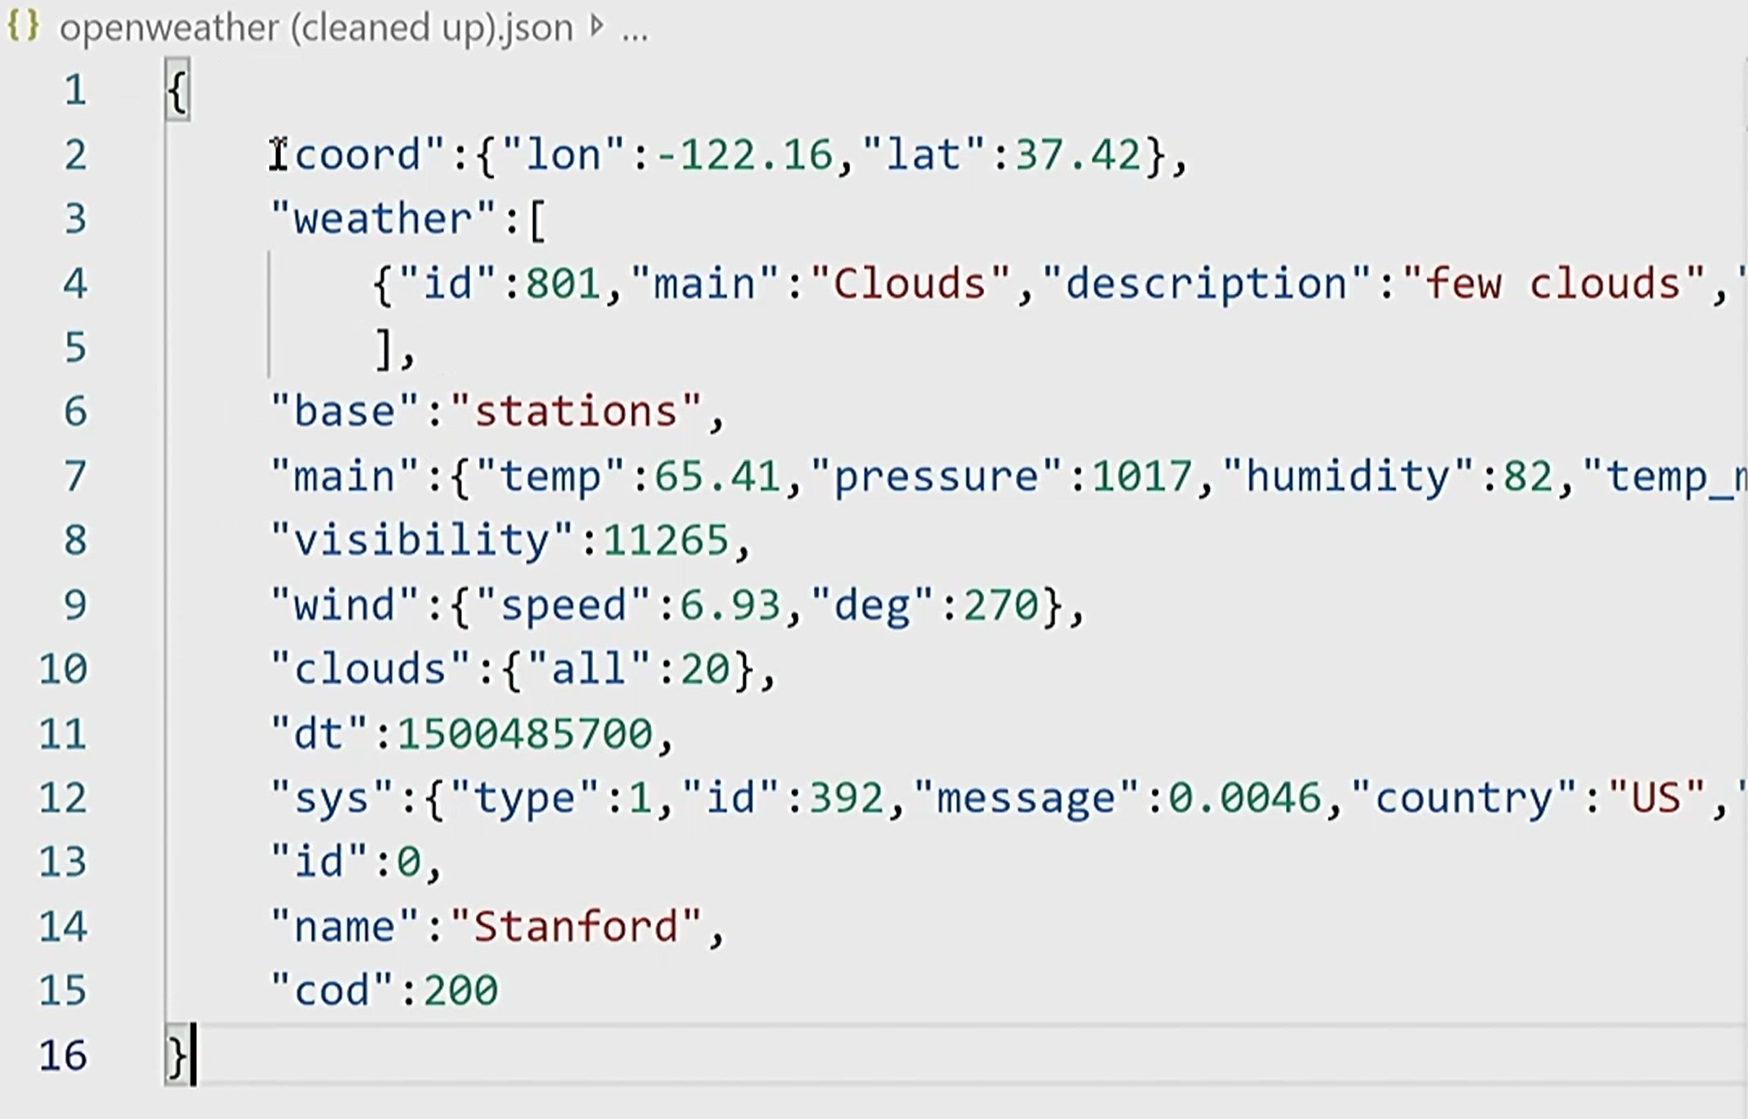 {} openweather (cleaned up).json ▷ ...
1 {
2 "coord":{"lon":-122.16,"lat":37.42},
3 "weather":[
4 {"id":801,"main":"Clouds","description":"few clouds","
5 ],
6 "base":"stations",
7 "main":{"temp":65.41,"pressure":1017,"humidity":82,"temp_
8 "visibility":11265,
9 "wind":{"speed":6.93,"deg":270},
10 "clouds":{"all":20},
11 "dt":1500485700,
12 "sys":{"type":1,"id":392,"message":0.0046,"country":"US","
13 "id":0,
14 "name":"Stanford",
15 "cod":200
16 }